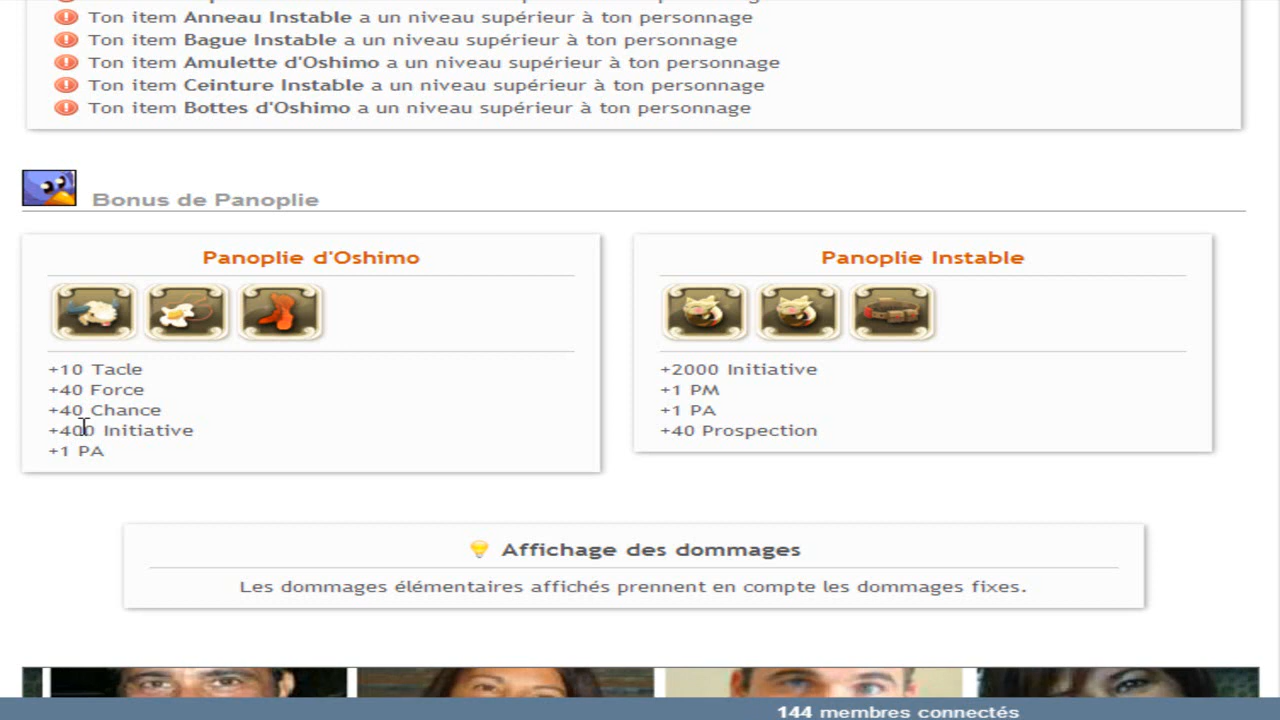 Ton item Anneau Instable a un niveau supérieur à ton personnage
Ton item Bague Instable a un niveau supérieur à ton personnage
Ton item Amulette d'Oshimo a un niveau supérieur à ton personnage
Ton item Ceinture Instable a un niveau supérieur à ton personnage
Ton item Bottes d'Oshimo a un niveau supérieur à ton personnage
Bonus de Panoplie
Panoplie d'Oshimo
+10 Tacle
+40 Force
+40 Chance
+400 Initiative
+1 PA
Panoplie Instable
+2000 Initiative
+1 PM
+1 PA
+40 Prospection
Affichage des dommages
Les dommages élémentaires affichés prennent en compte les dommages fixes.
144 membres connectés